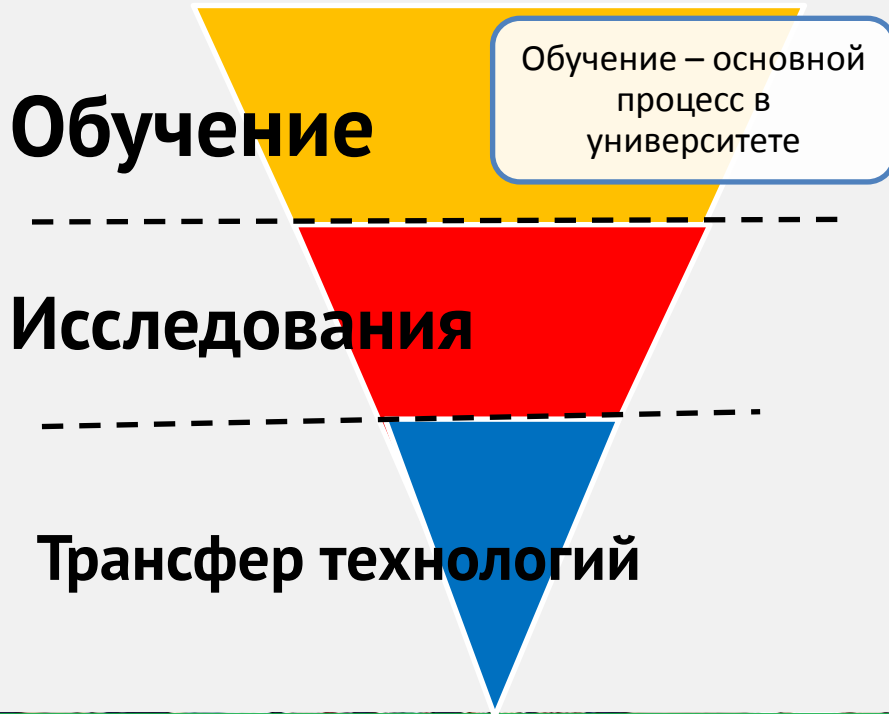 Обучение
Обучение – основной
процесс в
университете
Исследования
Трансфер технологий